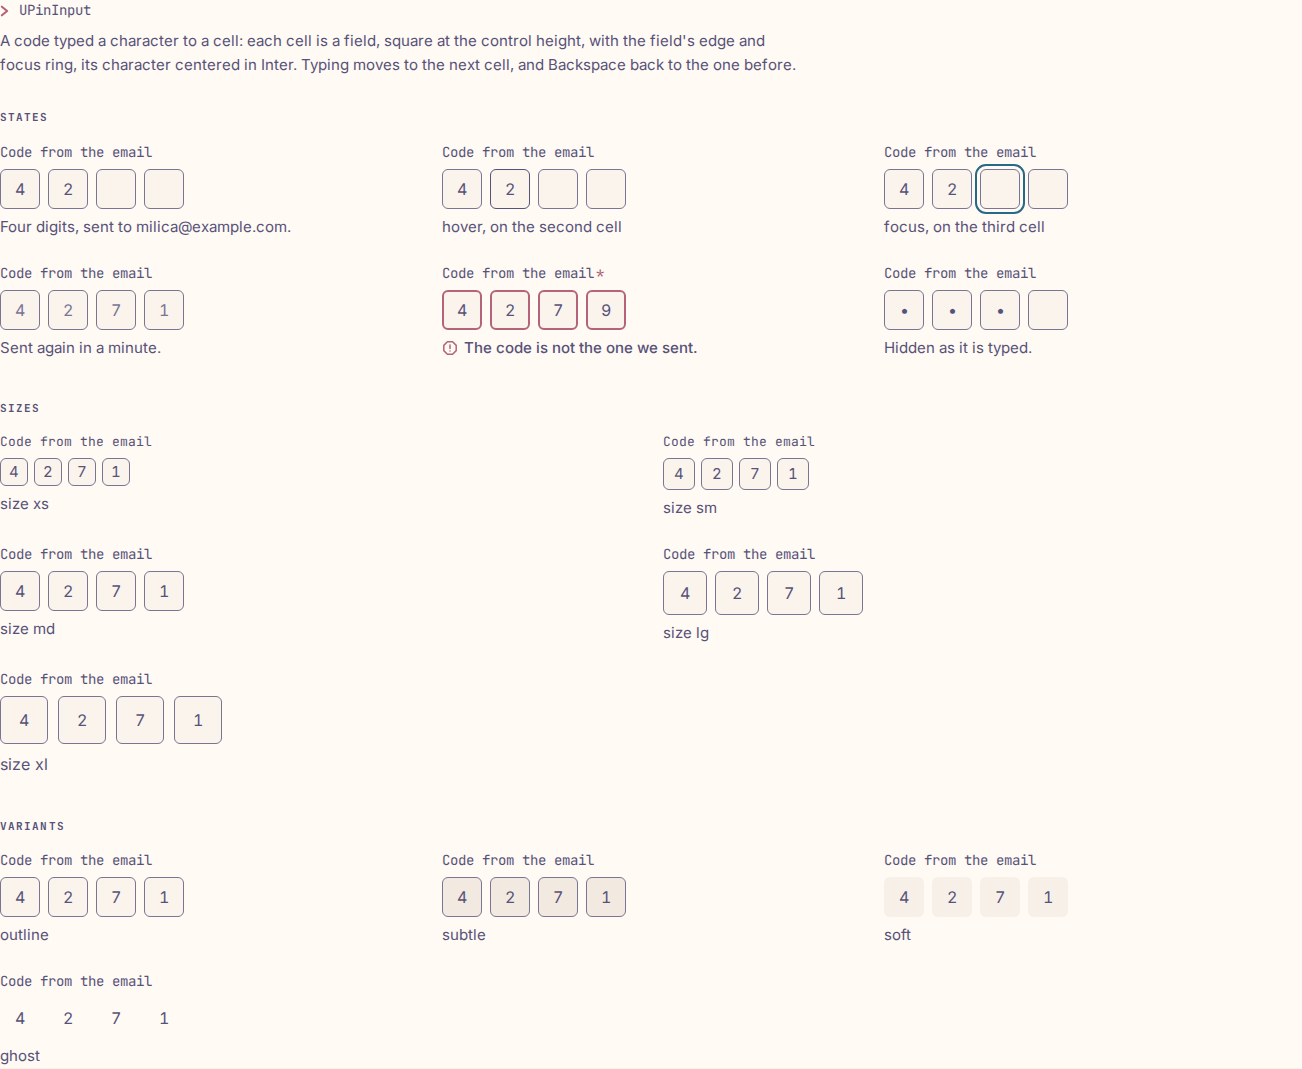 UPinInput
A code typed a character to a cell: each cell is a field, square at the control height, with the field's edge and
focus ring, its character centered in Inter. Typing moves to the next cell, and Backspace back to the one before.
STATES
Code from the email
4 2
Four digits, sent to milica@example.com.
Code from the email
4 2
hover, on the second cell
Code from the email
4 2
focus, on the third cell
Code from the email
4 2 7 1
Sent again in a minute.
Code from the email*
4 2 7 9
The code is not the one we sent.
Code from the email
• • •
Hidden as it is typed.
SIZES
Code from the email
4 2 7 1
size xs
Code from the email
4 2 7 1
size sm
Code from the email
4 2 7 1
size md
Code from the email
4 2 7 1
size lg
Code from the email
4 2 7 1
size xl
VARIANTS
Code from the email
4 2 7 1
outline
Code from the email
4 2 7 1
subtle
Code from the email
4 2 7 1
soft
Code from the email
4 2 7 1
ghost